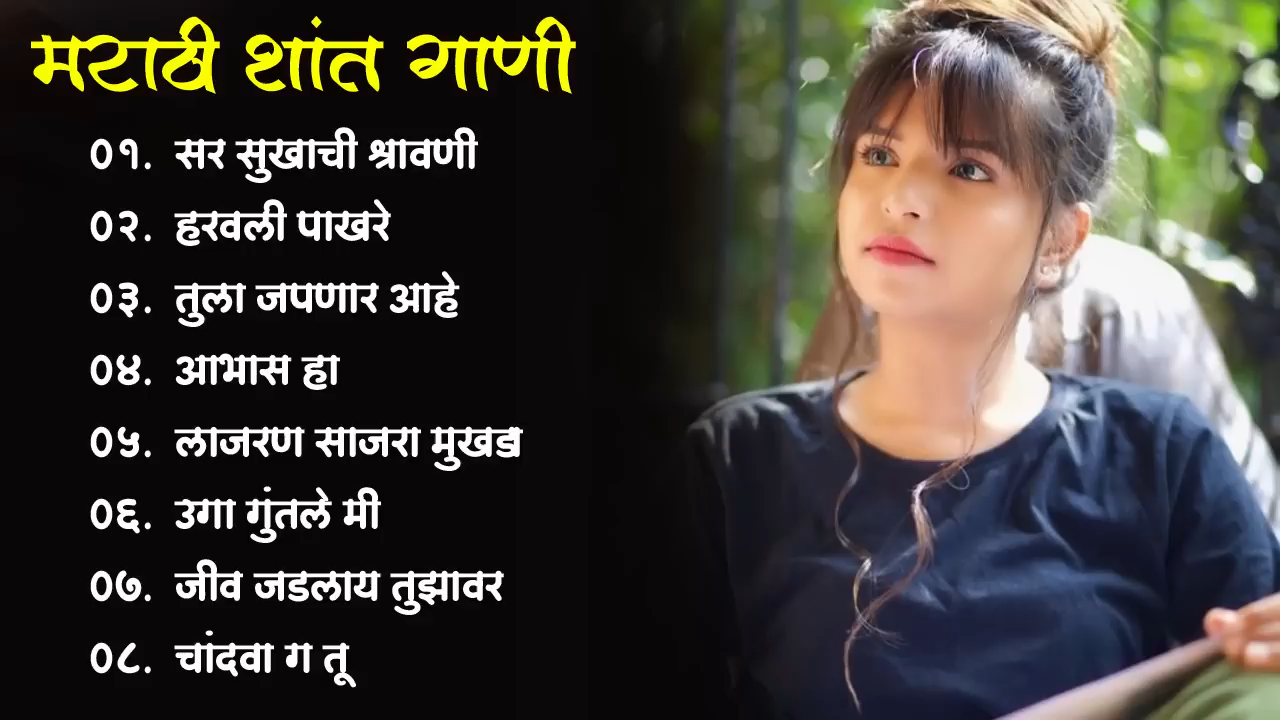 मराठी शांत गाणी
०१. सर सुखाची श्रावणी
०२. हरवली पाखरे
०३. तुला जपणार आहे
०४. आभास हा
०५. लाजरण साजरा मुखडा
०६. उगा गुंतले मी
०७. जीव जडलाय तुझावर
०८. चांदवा ग तू